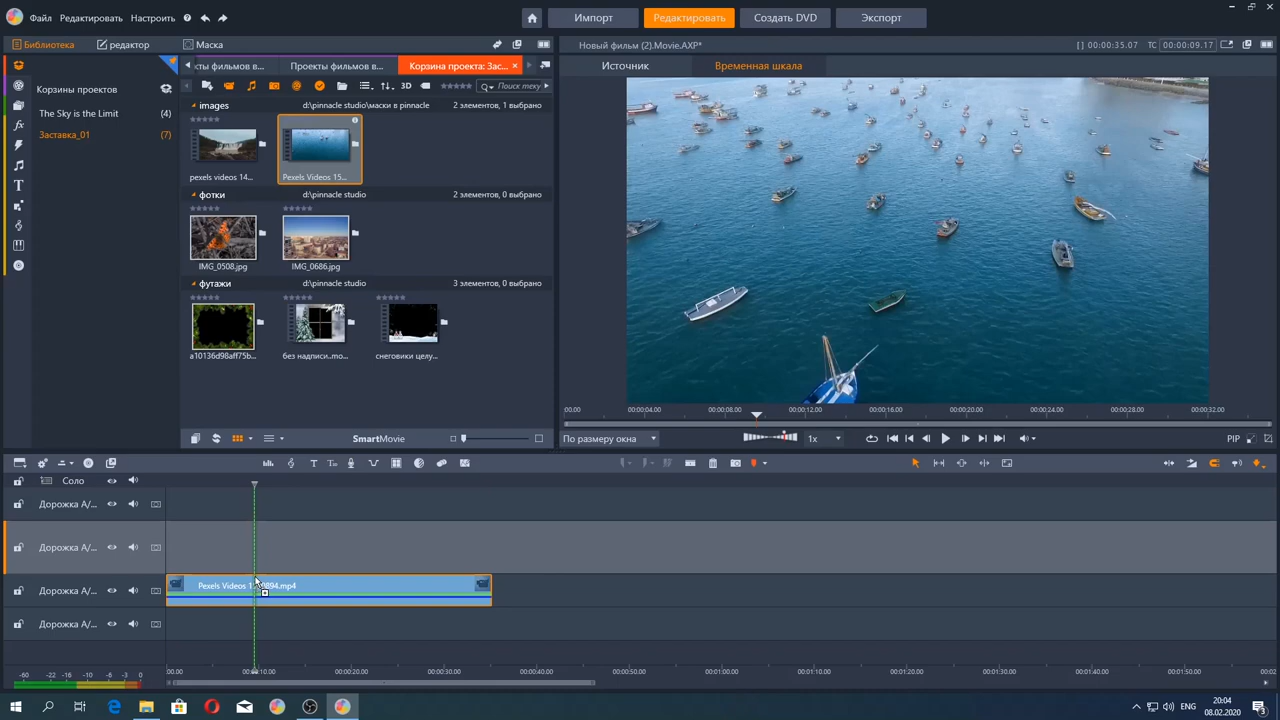 Файл Редактировать Настроить
Импорт Редактировать Создать DVD Экспорт
Библиотека редактор Маска
Новый фильм (2).Movie.AXP*
[ ] 00:00:35.07 TC 00:00:09.17
кты фильмов в... Проекты фильмов в... Корзина проекта: Зас... ×
Источник Временная шкала
Корзины проектов
3D Поиск теку
The Sky is the Limit (4)
Заставка_01 (7)
images d:\pinnacle studio\маски в pinnacle 2 элементов, 1 выбрано
pexels videos 14... Pexels Videos 15...
фотки d:\pinnacle studio 2 элементов, 0 выбрано
IMG_0508.jpg IMG_0686.jpg
футажи d:\pinnacle studio 3 элементов, 0 выбрано
a10136d98aff75b... без надписи..mo... снеговики целу...
SmartMovie
:00.00 00:00:04.00 00:00:08.00 00:00:12.00 00:00:16.00 00:00:20.00 00:00:24.00 00:00:28.00 00:00:32.00
По размеру окна 1x PIP
Соло
Дорожка A/...
Дорожка A/...
Дорожка A/... Pexels Videos 1 0894.mp4
Дорожка A/...
-60 -22 -16 -10 -6 -3 0
:00.00 00:00:10.00 00:00:20.00 00:00:30.00 00:00:40.00 00:00:50.00 00:01:00.00 00:01:10.00 00:01:20.00 00:01:30.00 00:01:40.00 00:01:50.00
ENG
20:04
08.02.2020
3